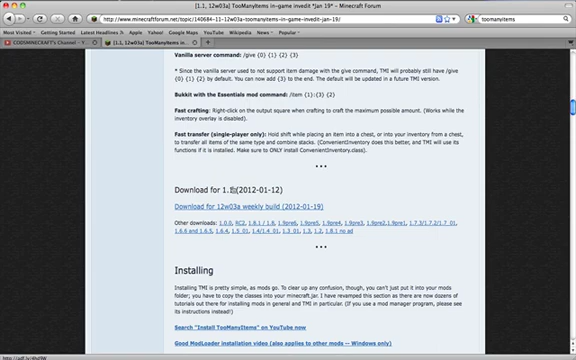 [1.1, 12w03a] TooManyItems in-game invedit *Jan 19* - Minecraft Forum
http://www.minecraftforum.net/topic/140684-11-12w03a-toomanyitems-in-game-invedit-jan-19/
toomanyitems
Most Visited Getting Started Latest Headlines Apple Yahoo! Google Maps YouTube Wikipedia News Popular
CODSMINECRAFT's Channel - Y... [1.1, 12w03a] TooManyItems in...
Vanilla server command: /give {0} {1} {2} {3}
* Since the vanilla server used to not support item damage with the give command, TMI will probably still have /give
{0} {1} {2} by default. You can now add {3} to the end. The default will be updated in a future TMI version.
Bukkit with the Essentials mod command: /item {1}:{3} {2}
Fast crafting: Right-click on the output square when crafting to craft the maximum possible amount. (Works while the
inventory overlay is disabled).
Fast transfer (single-player only): Hold shift while placing an item into a chest, or into your inventory from a chest,
to transfer all items of the same type and combine stacks. (ConvenientInventory does this better, and TMI will use its
functions if it is installed. Make sure to ONLY install ConvenientInventory.class).
•••
Download for 1.1 (2012-01-12)
Download for 12w03a weekly build (2012-01-19)
Other downloads: 1.0.0, RC2, 1.8.1 / 1.8, 1.9pre6, 1.9pre5, 1.9pre4, 1.9pre3, 1.9pre2,1.9pre1, 1.7.3/1.7.2/1.7_01,
1.6.6 and 1.6.5, 1.6.4, 1.5_01, 1.4/1.4_01, 1.3_01, 1.3, 1.2, 1.8.1 no ad
•••
Installing
Installing TMI is pretty simple, as mods go. To clear up any confusion, though, you can't just put it into your mods
folder; you have to copy the classes into your minecraft.jar. I have revamped this section as there are now dozens of
tutorials out there for installing mods in general and TMI in particular. (If you use a mod manager program, please see
its instructions instead!)
Search "Install TooManyItems" on YouTube now
Good ModLoader installation video (also applies to other mods -- Windows only)